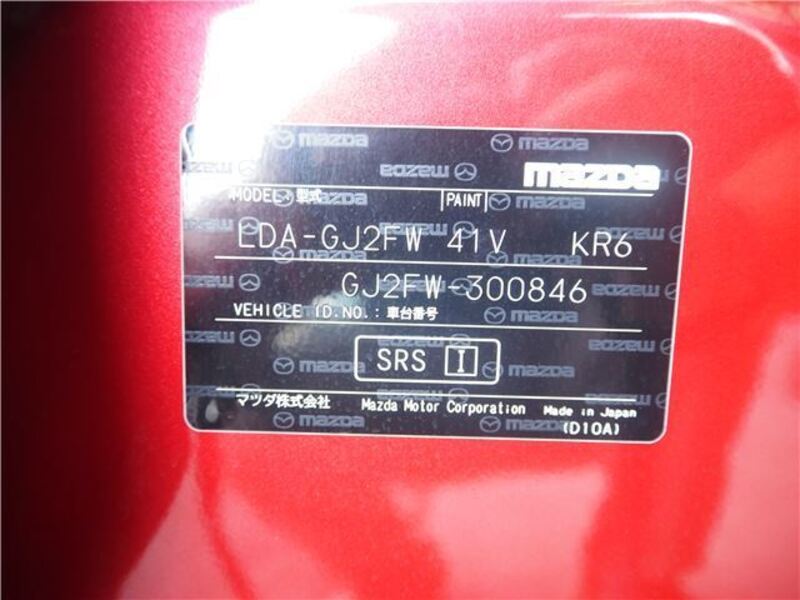 mazda
MODEL:型式 PAINT
LDA-GJ2FW 41V KR6
GJ2FW-300846
VEHICLE ID.NO.:車台番号
SRS I
マツダ株式会社 Mazda Motor Corporation Made in Japan
(D10A)